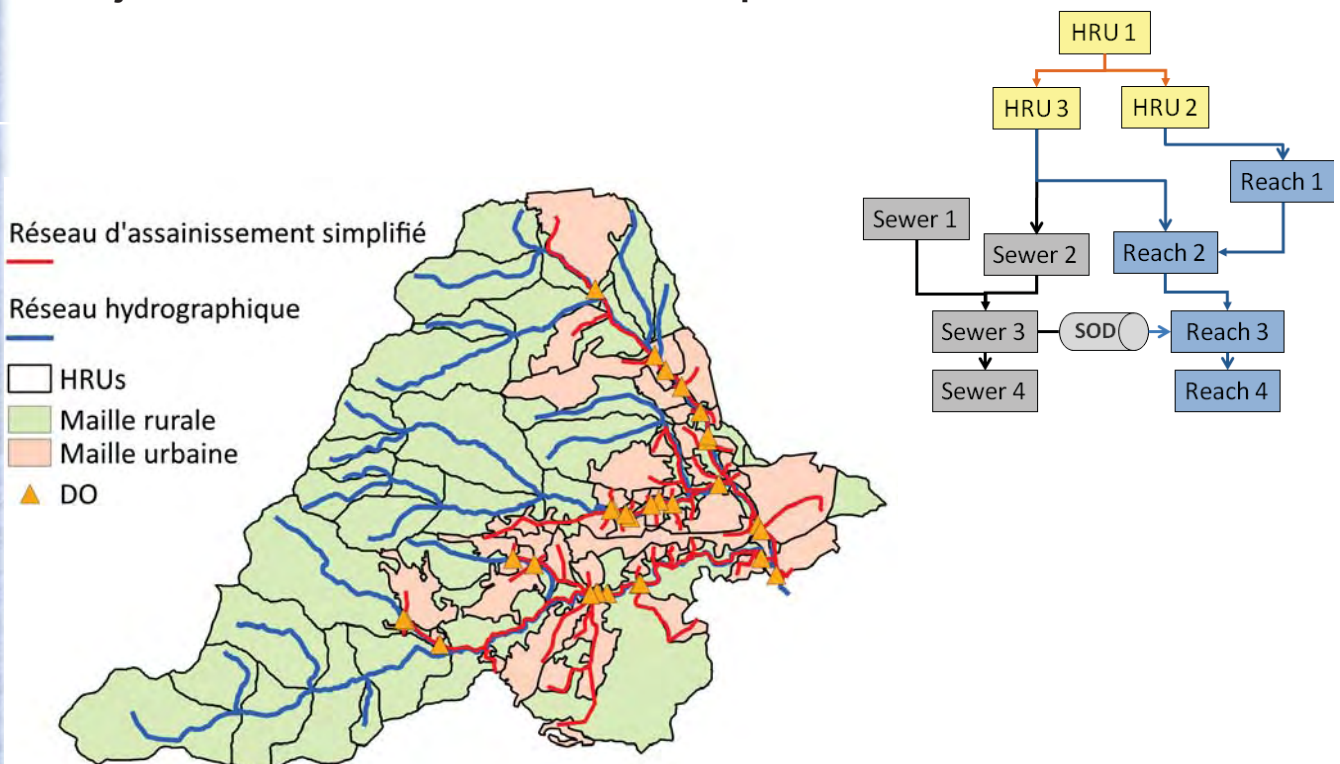 Réseau d'assainissement simplifié
Réseau hydrographique
HRUs
Maille rurale
Maille urbaine
DO
HRU 1
HRU 3
HRU 2
Reach 1
Sewer 1
Sewer 2
Reach 2
Sewer 3
SOD
Reach 3
Sewer 4
Reach 4